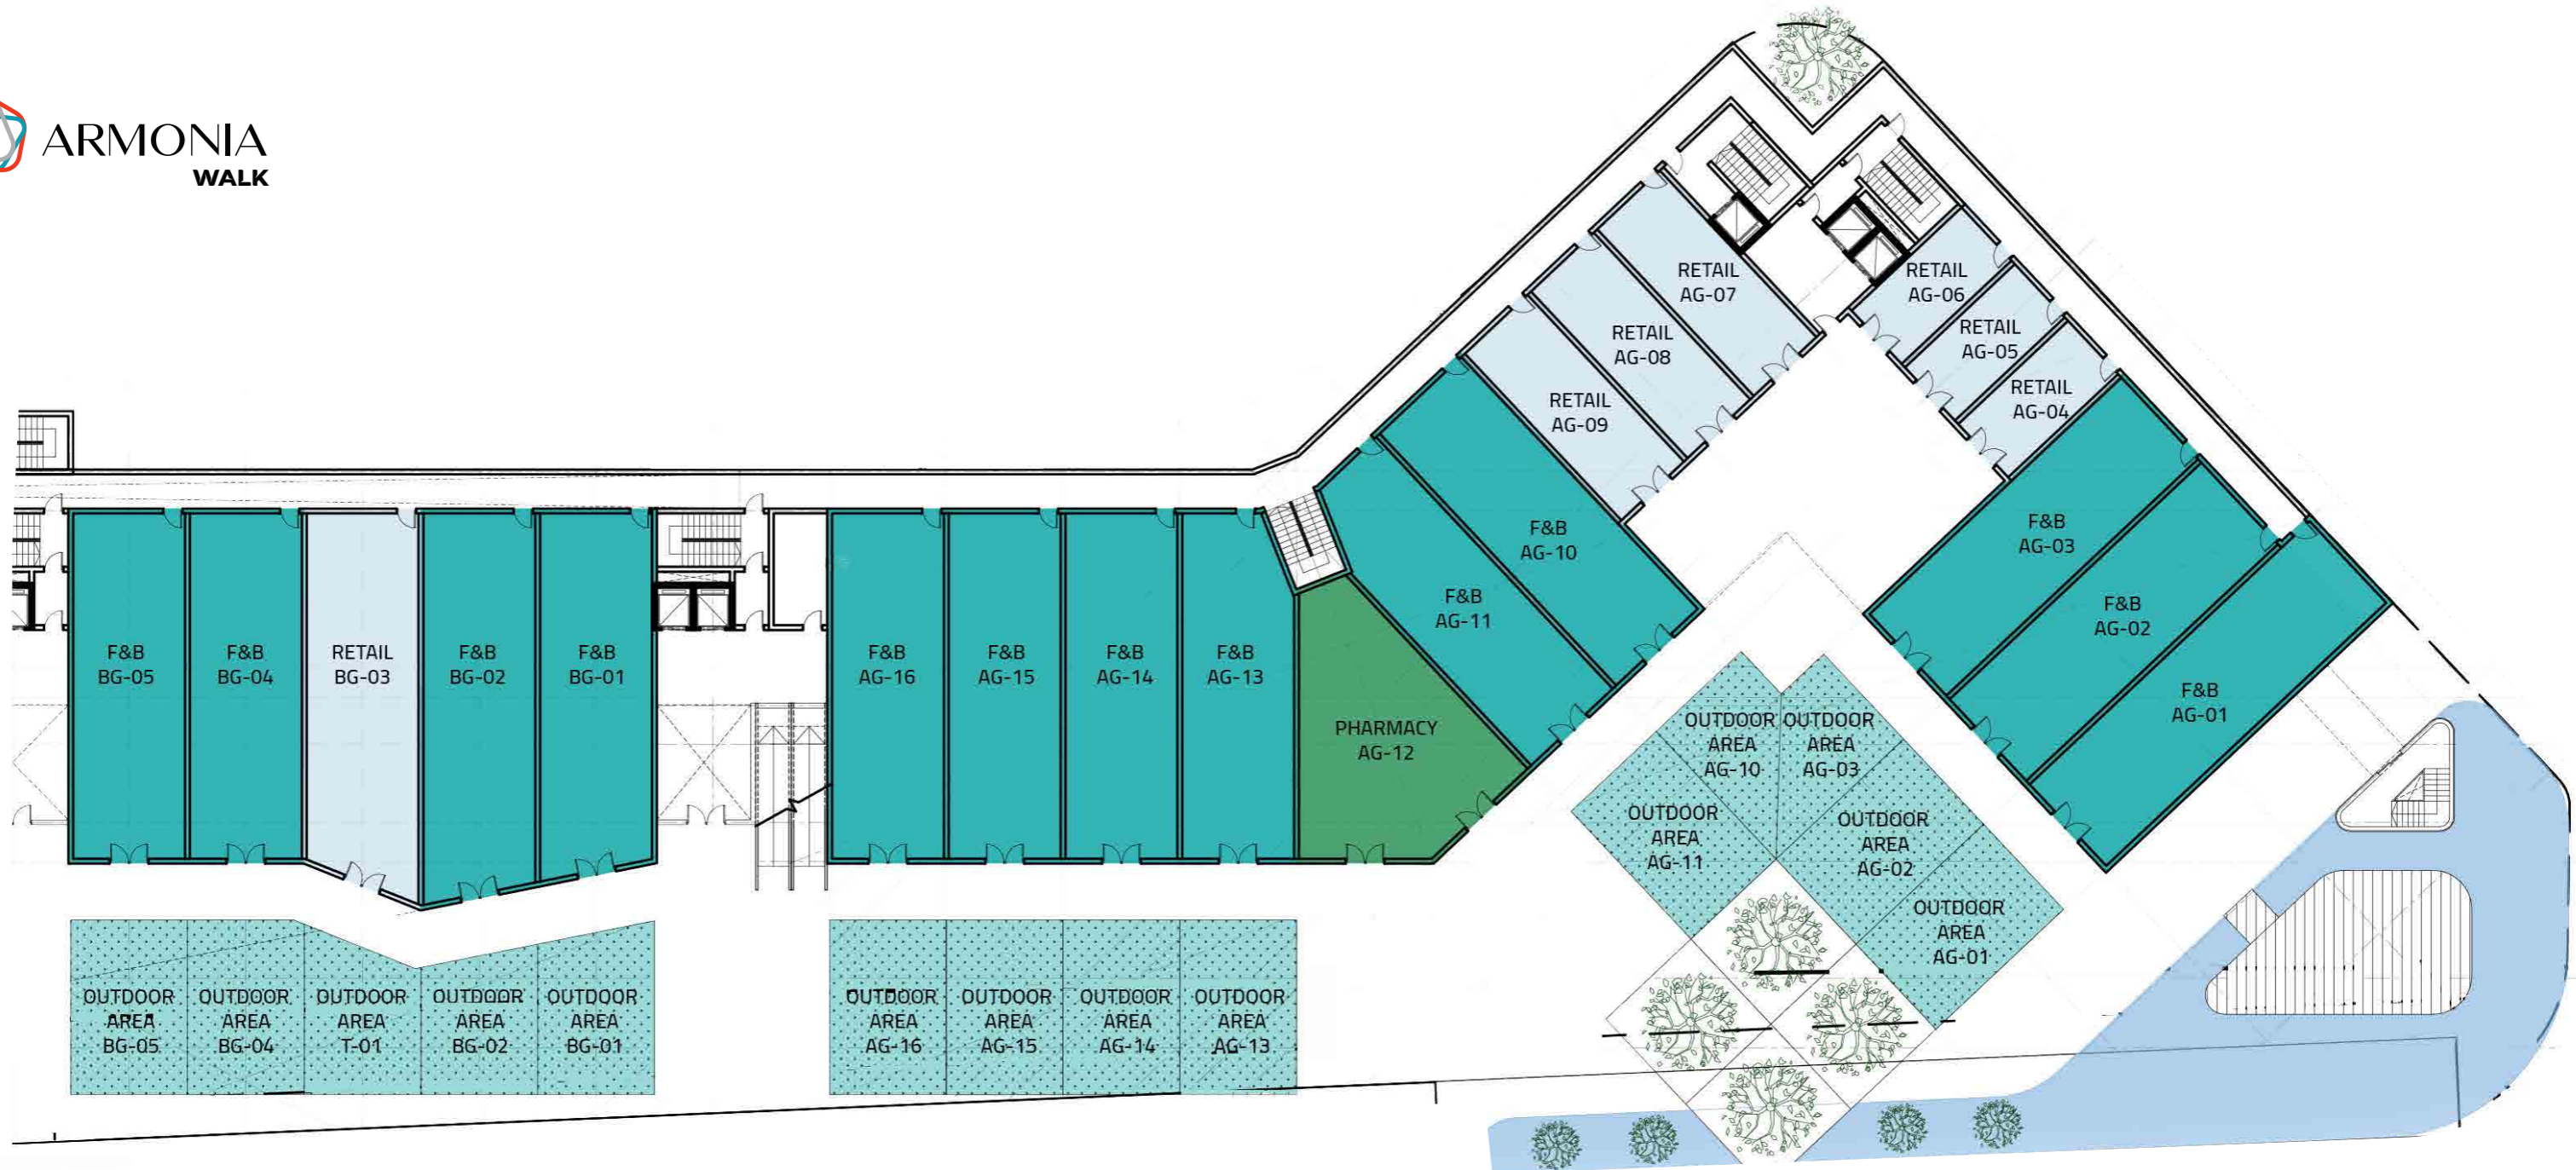 ARMONIA
WALK
RETAIL
AG-07
RETAIL
AG-06
RETAIL
AG-08
RETAIL
AG-05
RETAIL
AG-09
RETAIL
AG-04
F&B
AG-10
F&B
AG-03
F&B
AG-11
F&B
AG-02
F&B
AG-01
F&B
BG-05
F&B
BG-04
RETAIL
BG-03
F&B
BG-02
F&B
BG-01
F&B
AG-16
F&B
AG-15
F&B
AG-14
F&B
AG-13
PHARMACY
AG-12
OUTDOOR
AREA
AG-10
OUTDOOR
AREA
AG-03
OUTDOOR
AREA
AG-11
OUTDOOR
AREA
AG-02
OUTDOOR
AREA
AG-01
OUTDOOR
AREA
BG-05
OUTDOOR
AREA
BG-04
OUTDOOR
AREA
T-01
OUTDOOR
AREA
BG-02
OUTDOOR
AREA
BG-01
OUTDOOR
AREA
AG-16
OUTDOOR
AREA
AG-15
OUTDOOR
AREA
AG-14
OUTDOOR
AREA
AG-13